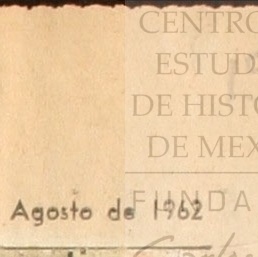 CENTRO
ESTUD
DE HISTO
DE MEX
FUNDA
Agosto de 1962